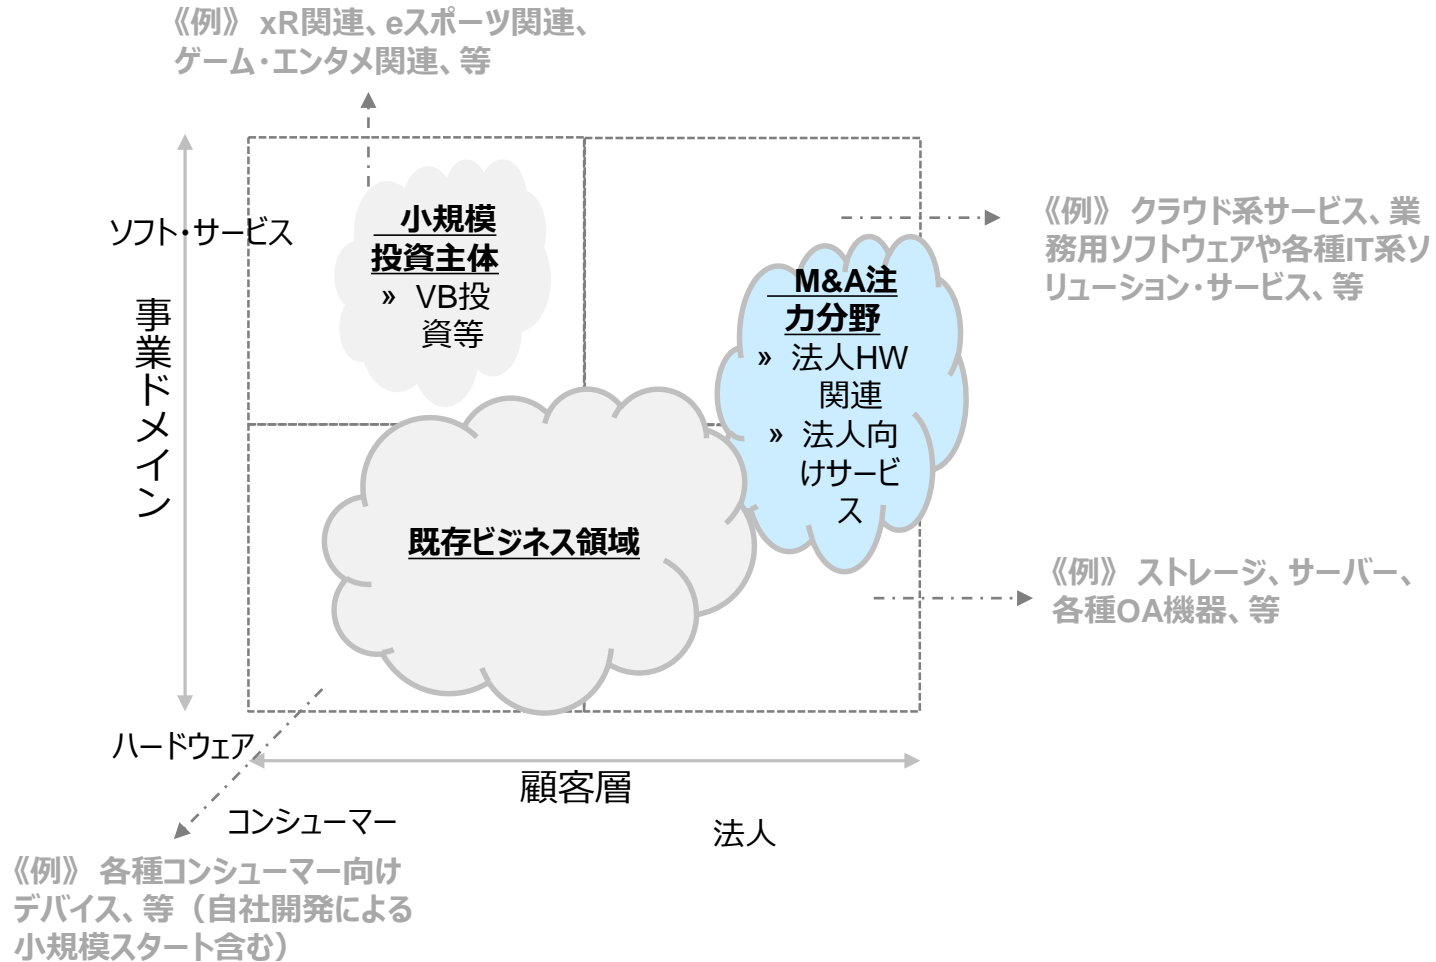 《例》 xR関連、eスポーツ関連、
ゲーム・エンタメ関連、等
ソフト・サービス
小規模
投資主体
» VB投
資等
M&A注
力分野
» 法人HW
関連
» 法人向
けサービ
ス
《例》 クラウド系サービス、業
務用ソフトウェアや各種IT系ソ
リューション・サービス、等
事業ドメイン
既存ビジネス領域
《例》 ストレージ、サーバー、
各種OA機器、等
ハードウェア
顧客層
コンシューマー
法人
《例》 各種コンシューマー向け
デバイス、等（自社開発による
小規模スタート含む）